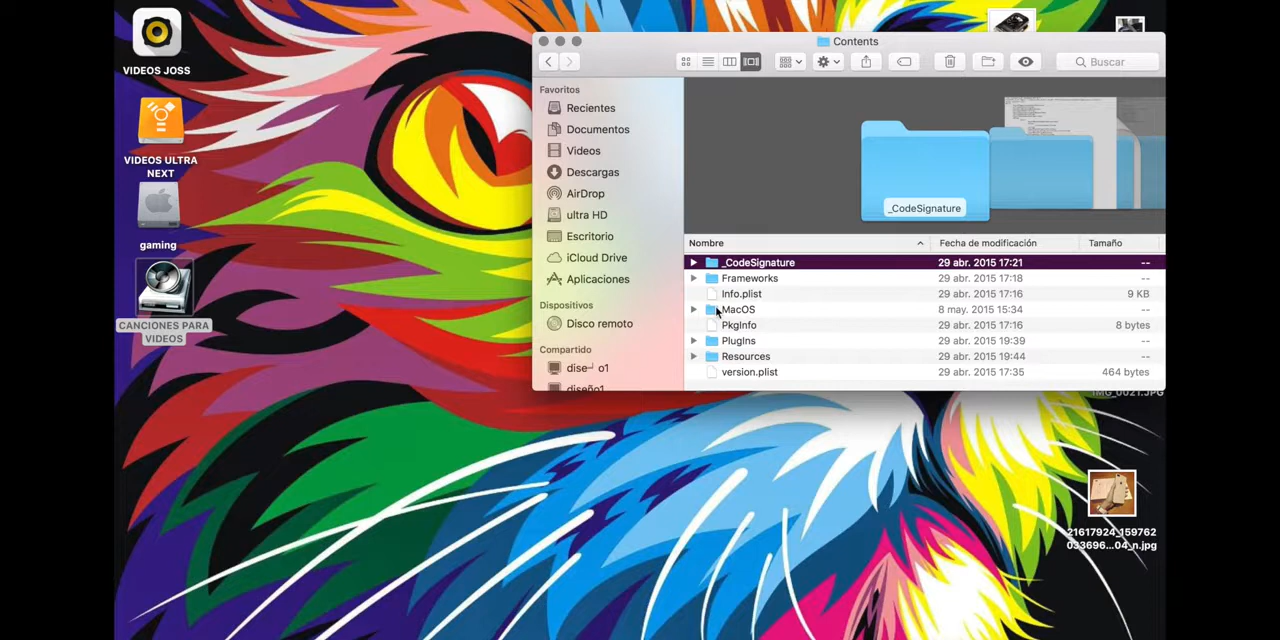 VIDEOS JOSS
VIDEOS ULTRA
NEXT
gaming
CANCIONES PARA
VIDEOS
Contents
Buscar
Favoritos
Recientes
Documentos
Videos
Descargas
AirDrop
ultra HD
Escritorio
iCloud Drive
Aplicaciones
Dispositivos
Disco remoto
Compartido
dise┘ o1
diseño1
_CodeSignature
Nombre Fecha de modificación Tamaño
_CodeSignature 29 abr. 2015 17:21 --
Frameworks 29 abr. 2015 17:18 --
Info.plist 29 abr. 2015 17:16 9 KB
MacOS 8 may. 2015 15:34 --
PkgInfo 29 abr. 2015 17:16 8 bytes
PlugIns 29 abr. 2015 19:39 --
Resources 29 abr. 2015 19:44 --
version.plist 29 abr. 2015 17:35 464 bytes
IMG_0021.JPG
21617924_159762
033696...04_n.jpg